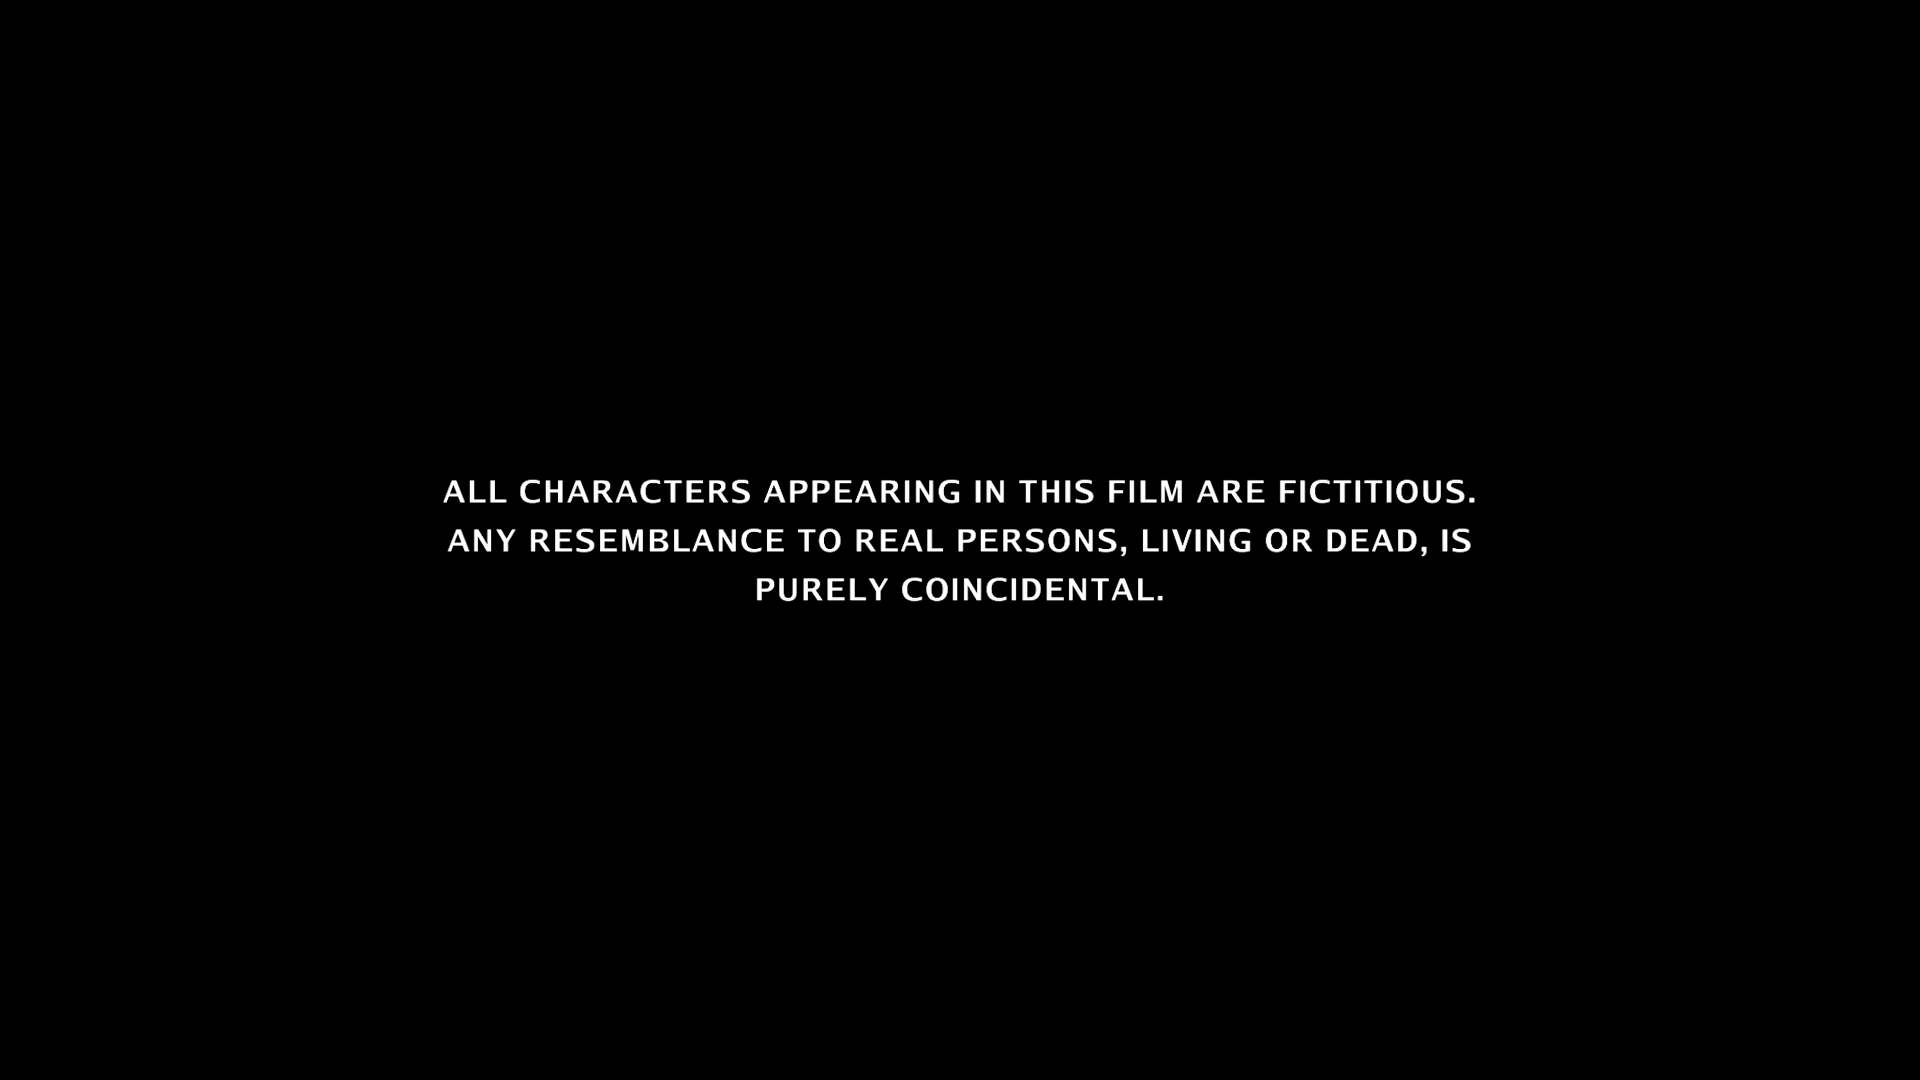 ALL CHARACTERS APPEARING IN THIS FILM ARE FICTITIOUS.
ANY RESEMBLANCE TO REAL PERSONS, LIVING OR DEAD, IS
PURELY COINCIDENTAL.